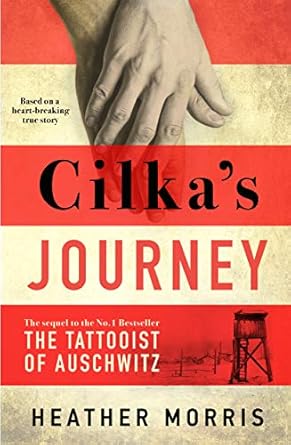 Based on a
heart-breaking
true story
Cilka's
JOURNEY
The sequel to the No.1 Bestseller
THE TATTOOIST
OF AUSCHWITZ
HEATHER MORRIS